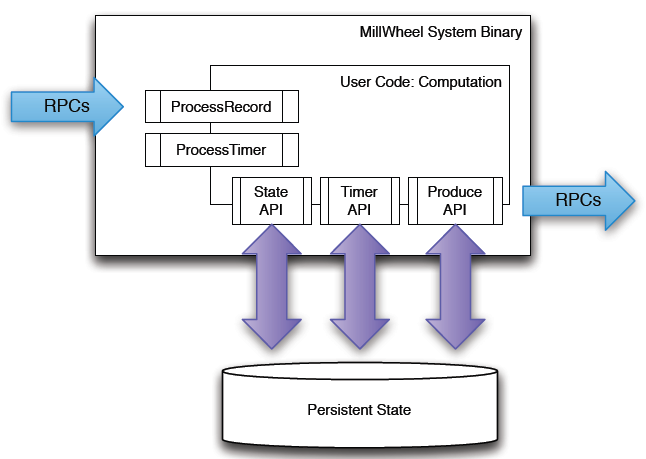 MillWheel System Binary
User Code: Computation
RPCs
ProcessRecord
ProcessTimer
State
API
Timer
API
Produce
API
RPCs
Persistent State